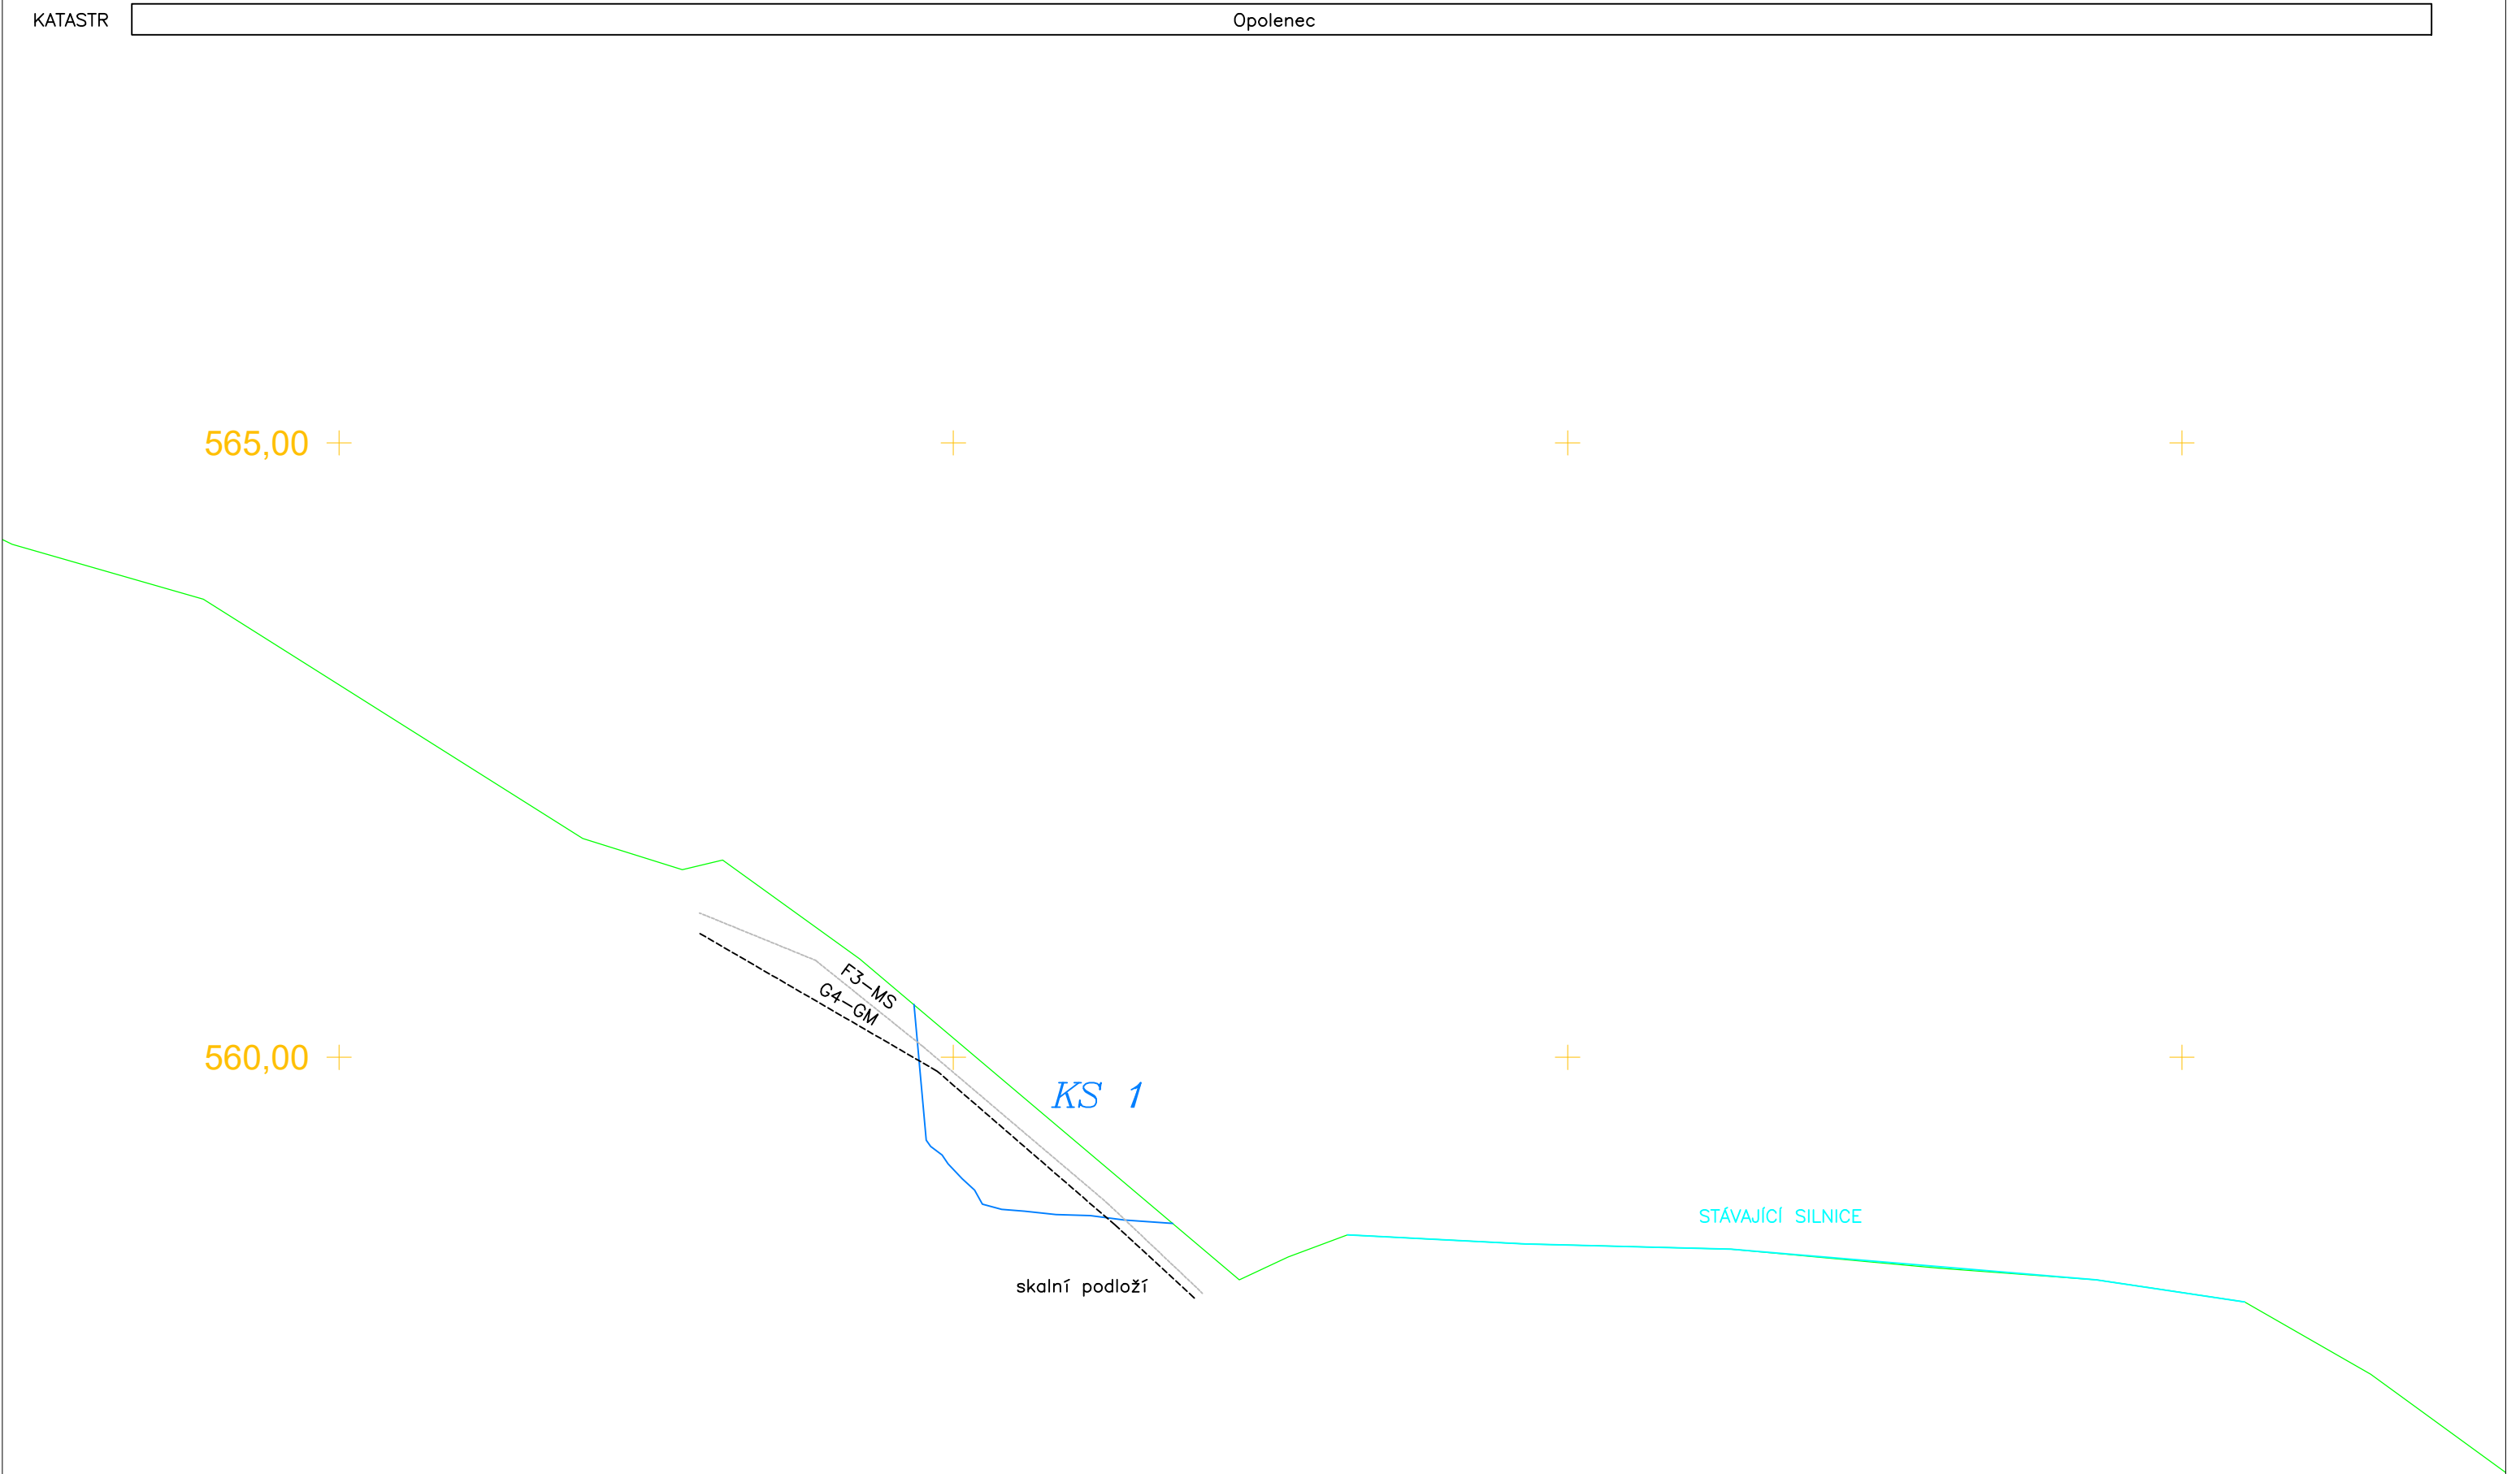 KATASTR Opolenec
565,00
F3-MS
G4-GM
560,00
KS 1
STÁVAJÍCÍ SILNICE
skalní podloží